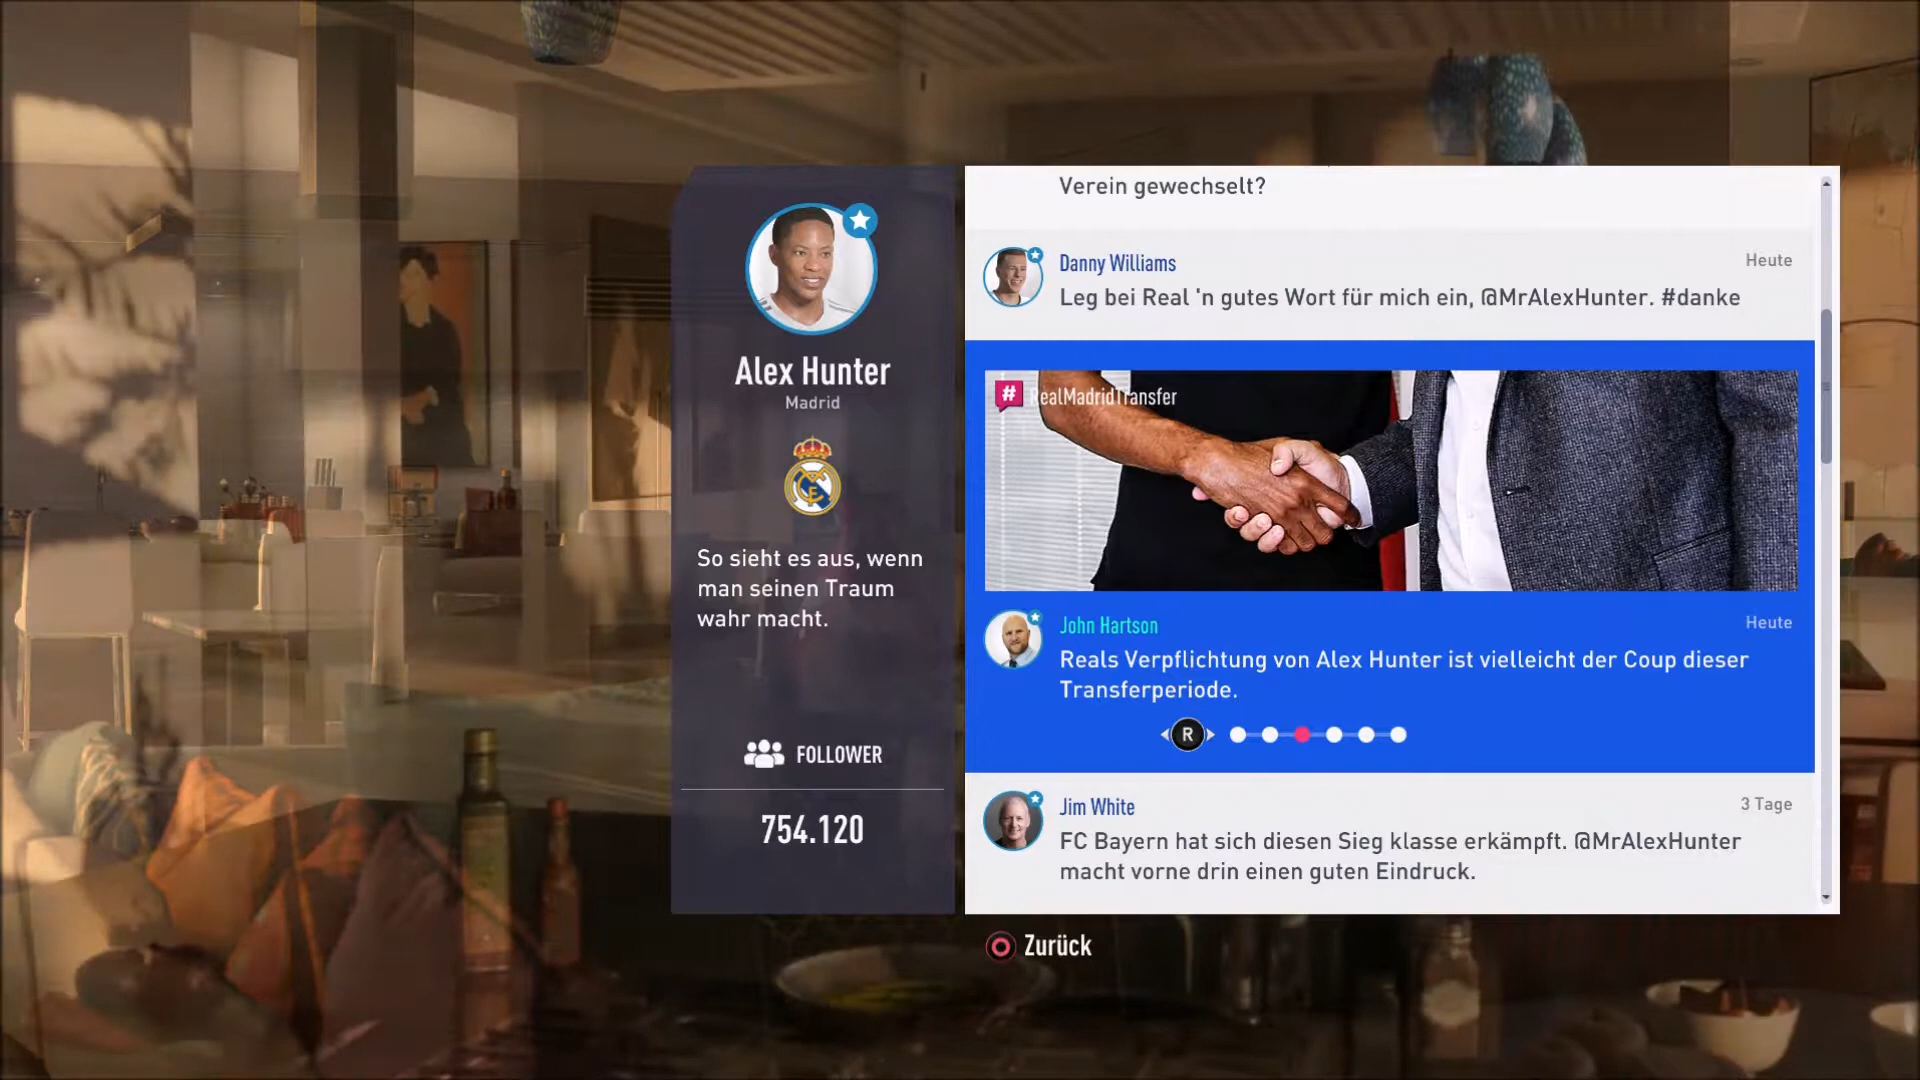 Alex Hunter
Madrid
So sieht es aus, wenn
man seinen Traum
wahr macht.
FOLLOWER
754.120
Verein gewechselt?
Danny Williams
Heute
Leg bei Real 'n gutes Wort für mich ein, @MrAlexHunter. #danke
# RealMadridTransfer
John Hartson
Heute
Reals Verpflichtung von Alex Hunter ist vielleicht der Coup dieser
Transferperiode.
R
Jim White
3 Tage
FC Bayern hat sich diesen Sieg klasse erkämpft. @MrAlexHunter
macht vorne drin einen guten Eindruck.
Zurück